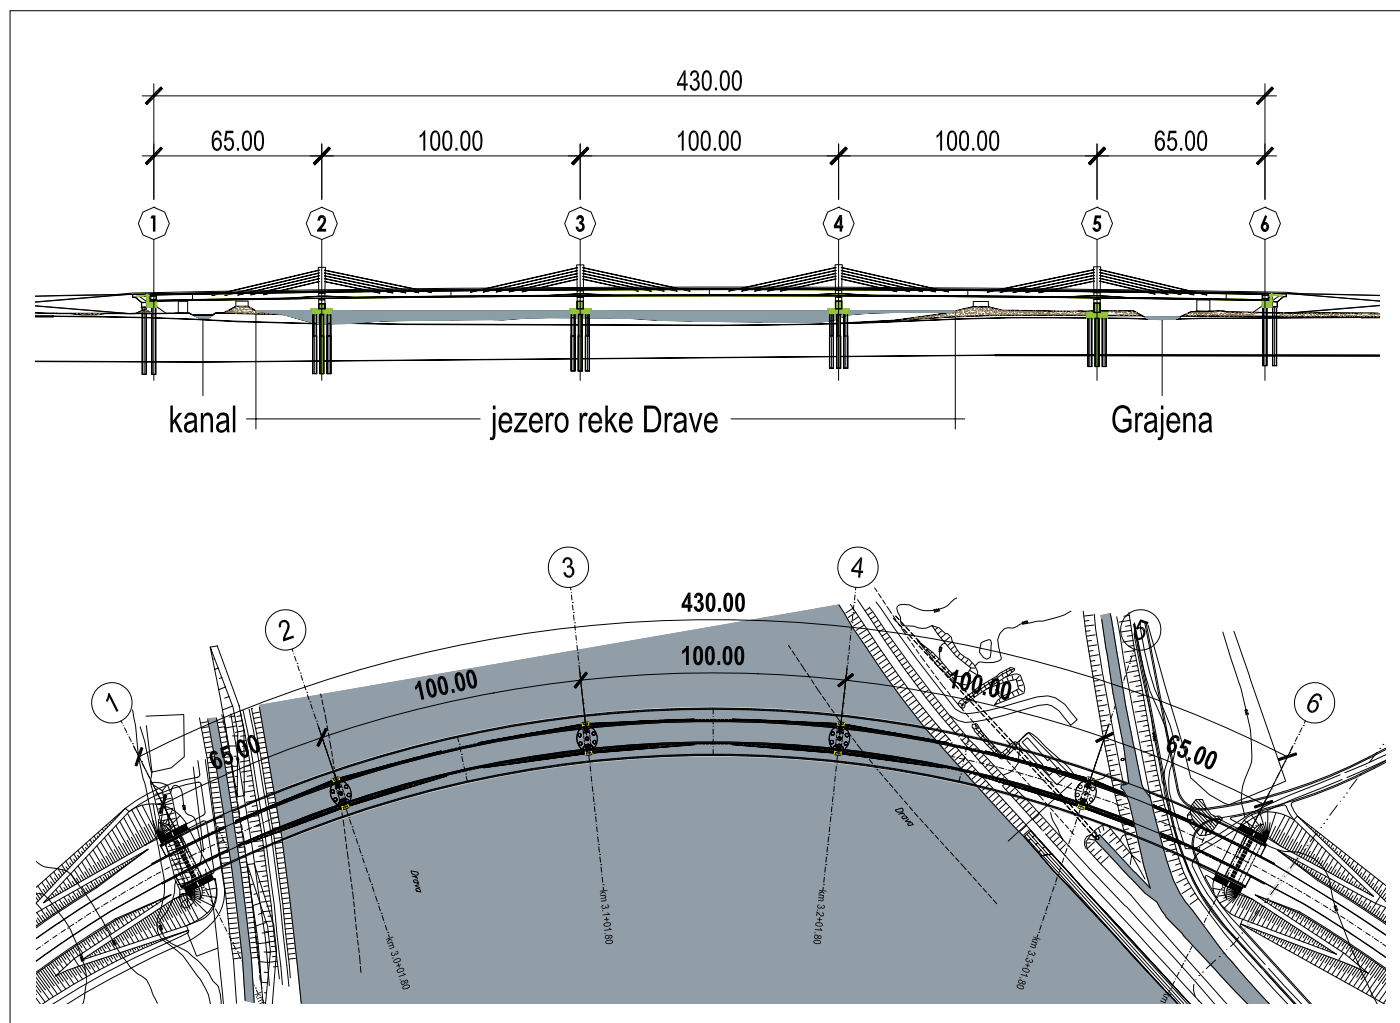 430.00
65.00 100.00 100.00 100.00 65.00
1 2 3 4 5 6
kanal jezero reke Drave Grajena
3 4
430.00
2 5
100.00
100.00 100.00
1 6
65.00 65.00
Drava
Drava
km 3.0+01.80
km 3.1+01.80
km 3.2+01.80
km 3.3+01.80
km
km